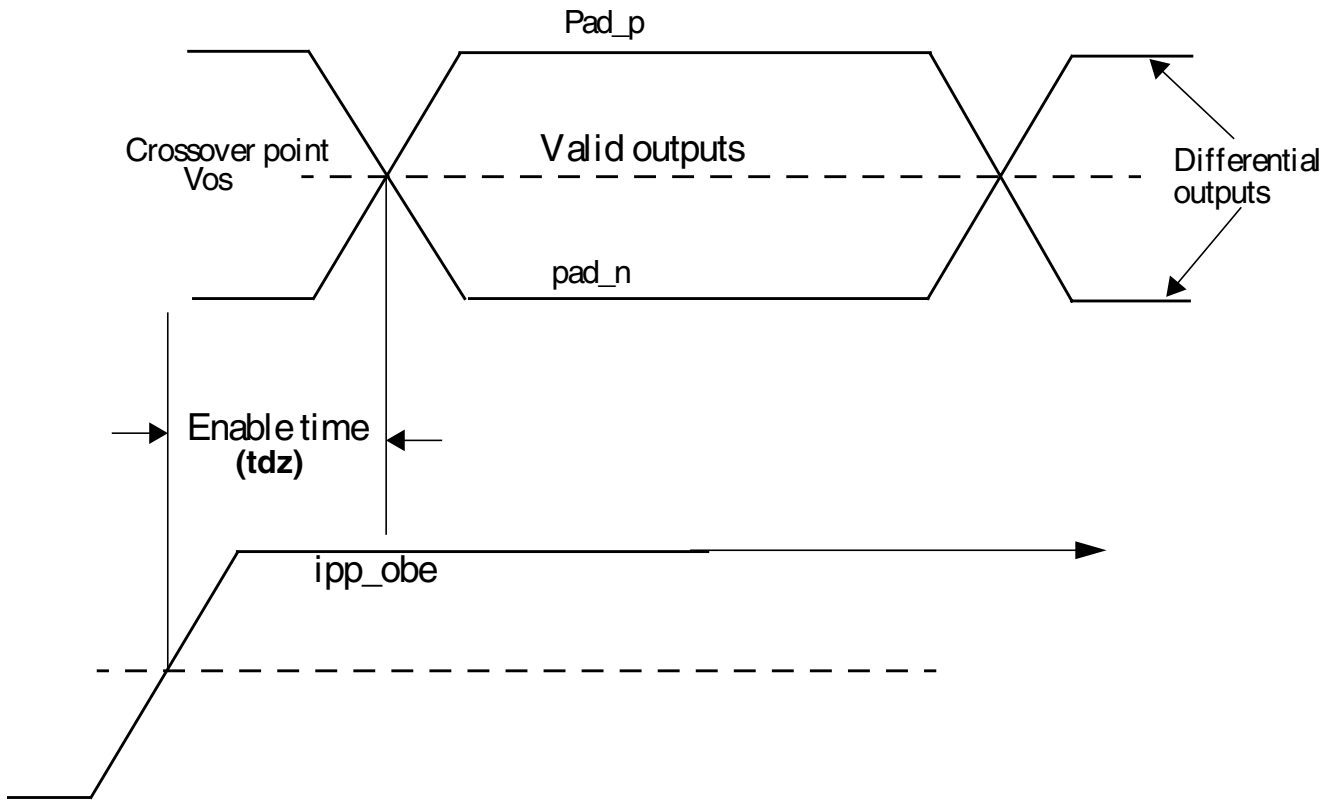 Pad_p
Crossover point
Vos
Valid outputs
Differential
outputs
pad_n
Enable time
(tdz)
ipp_obe